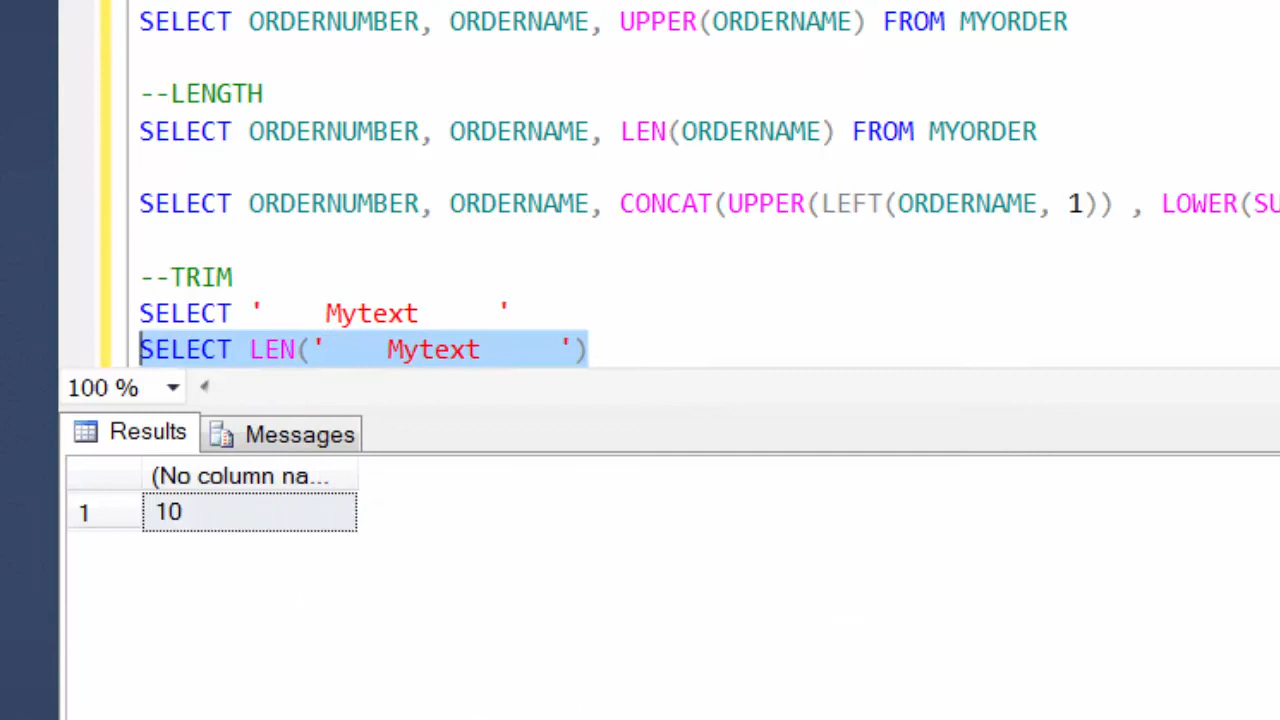 SELECT ORDERNUMBER, ORDERNAME, UPPER(ORDERNAME) FROM MYORDER
--LENGTH
SELECT ORDERNUMBER, ORDERNAME, LEN(ORDERNAME) FROM MYORDER
SELECT ORDERNUMBER, ORDERNAME, CONCAT(UPPER(LEFT(ORDERNAME, 1)) , LOWER(SU
--TRIM
SELECT '    Mytext     '
SELECT LEN('    Mytext     ')
100 %
Results Messages
(No column na...
1 10